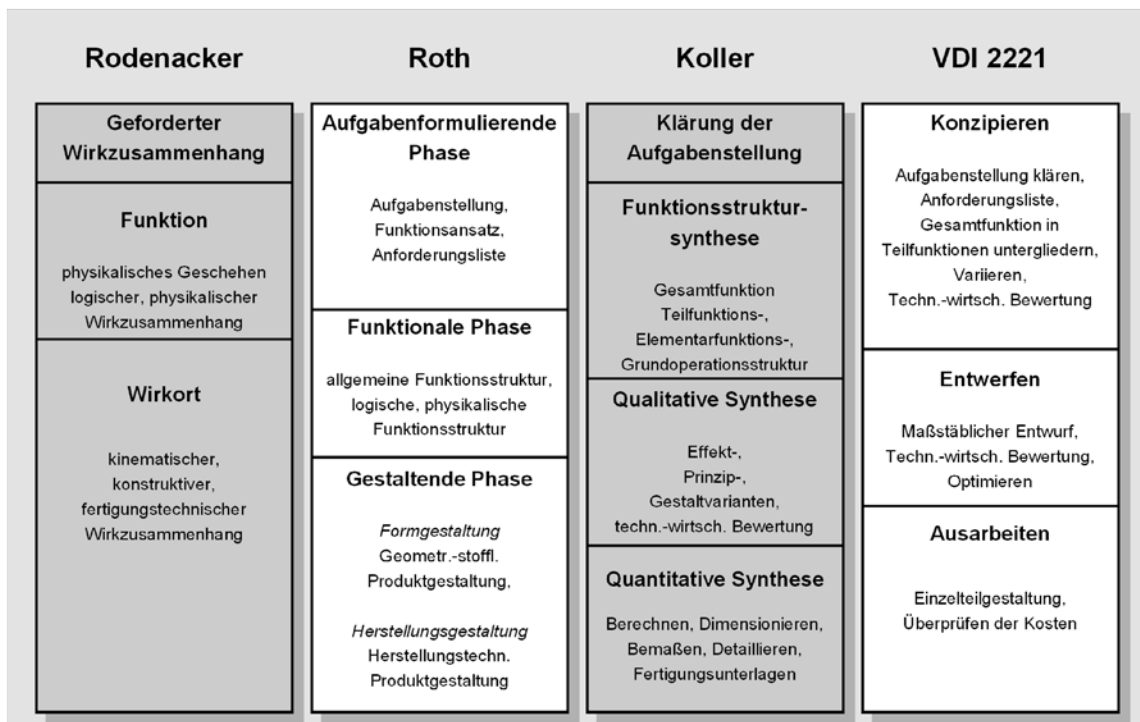 Rodenacker
Geforderter
Wirkzusammenhang
Funktion
physikalisches Geschehen
logischer, physikalischer
Wirkzusammenhang
Wirkort
kinematischer,
konstruktiver,
fertigungstechnischer
Wirkzusammenhang
Roth
Aufgabenformulierende
Phase
Aufgabenstellung,
Funktionsansatz,
Anforderungsliste
Funktionale Phase
allgemeine Funktionsstruktur,
logische, physikalische
Funktionsstruktur
Gestaltende Phase
Formgestaltung
Geometr.-stoffl.
Produktgestaltung,
Herstellungsgestaltung
Herstellungstechn.
Produktgestaltung
Koller
Klärung der
Aufgabenstellung
Funktionsstruktur-
synthese
Gesamtfunktion
Teilfunktions-,
Elementarfunktions-,
Grundoperationsstruktur
Qualitative Synthese
Effekt-,
Prinzip-,
Gestaltvarianten,
techn.-wirtsch. Bewertung
Quantitative Synthese
Berechnen, Dimensionieren,
Bemaßen, Detaillieren,
Fertigungsunterlagen
VDI 2221
Konzipieren
Aufgabenstellung klären,
Anforderungsliste,
Gesamtfunktion in
Teilfunktionen untergliedern,
Variieren,
Techn.-wirtsch. Bewertung
Entwerfen
Maßstäblicher Entwurf,
Techn.-wirtsch. Bewertung,
Optimieren
Ausarbeiten
Einzelteilgestaltung,
Überprüfen der Kosten